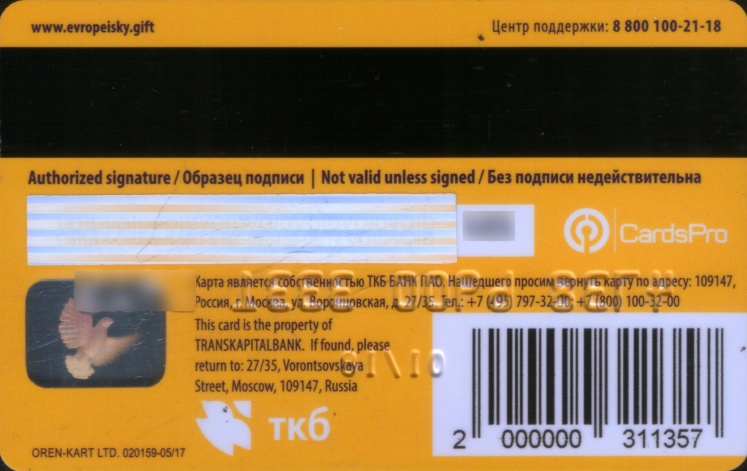 www.evropeisky.gift
Центр поддержки: 8 800 100-21-18
Authorized signature / Образец подписи | Not valid unless signed / Без подписи недействительна
CardsPro
Карта является собственностью ТКБ БАНК ПАО. Нашедшего просим вернуть карту по адресу: 109147,
Россия, г. Москва, ул. Воронцовская, д. 27/35. Тел.: +7 (495) 797-32-00; +7 (800) 100-32-00
This card is the property of
TRANSKAPITALBANK. If found, please
return to: 27/35, Vorontsovskaya
Street, Moscow, 109147, Russia
ткб
OREN-KART LTD. 020159-05/17
2 000000 311357